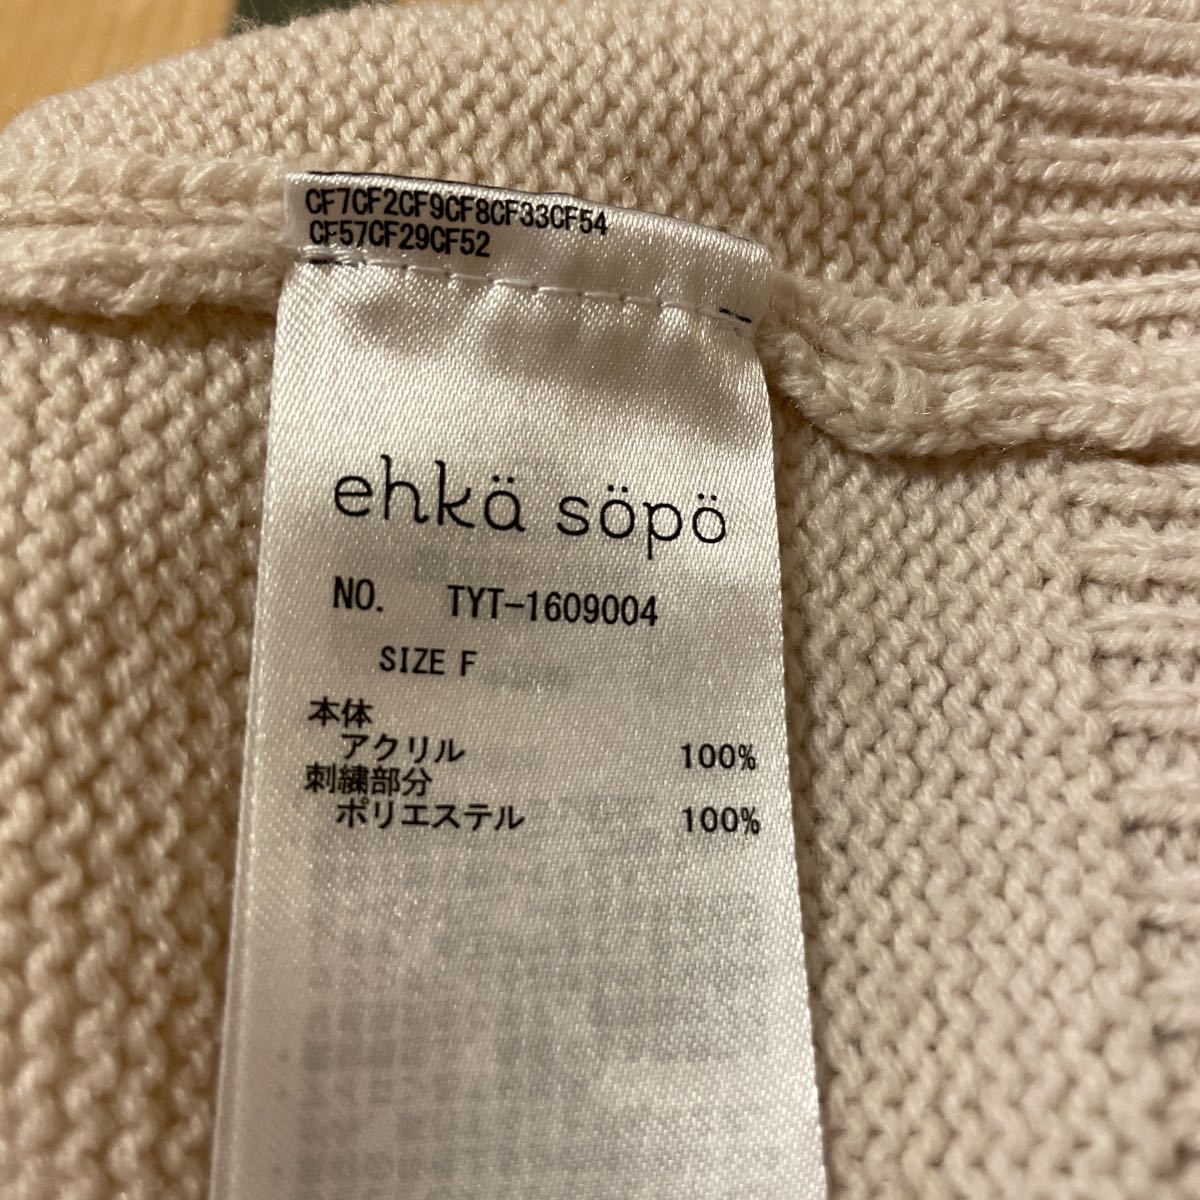 CF7CF2CF9CF8CF33CF54
CF57CF29CF52
ehkä söpö
NO. TYT-1609004
SIZE F
本体
アクリル 100%
刺繍部分
ポリエステル 100%